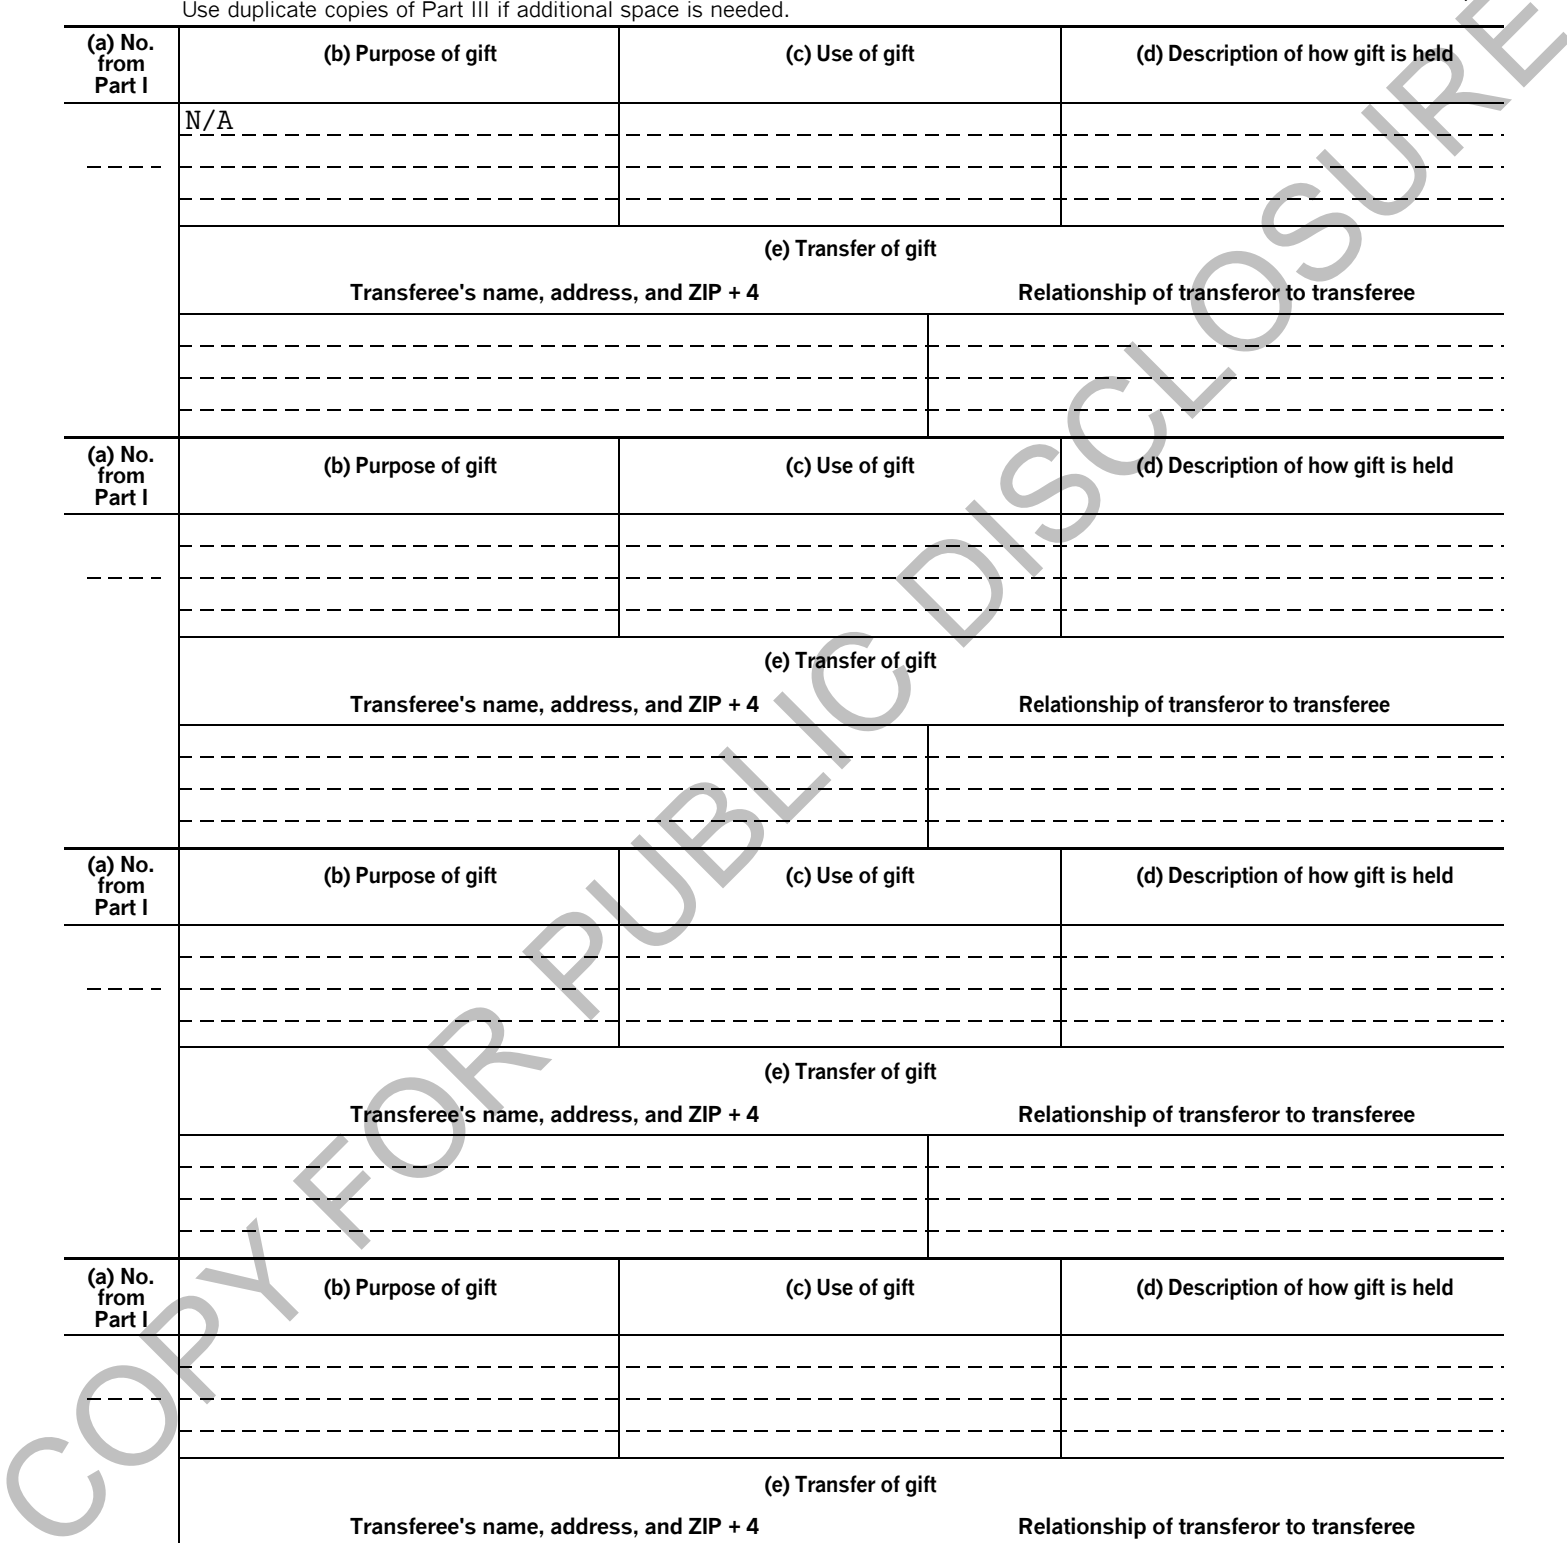 Use duplicate copies of Part III if additional space is needed.
(a) No. from Part I (b) Purpose of gift (c) Use of gift (d) Description of how gift is held
N/A
(e) Transfer of gift
Transferee's name, address, and ZIP + 4 Relationship of transferor to transferee
(a) No. from Part I (b) Purpose of gift (c) Use of gift (d) Description of how gift is held
(e) Transfer of gift
Transferee's name, address, and ZIP + 4 Relationship of transferor to transferee
(a) No. from Part I (b) Purpose of gift (c) Use of gift (d) Description of how gift is held
(e) Transfer of gift
Transferee's name, address, and ZIP + 4 Relationship of transferor to transferee
(a) No. from Part I (b) Purpose of gift (c) Use of gift (d) Description of how gift is held
(e) Transfer of gift
Transferee's name, address, and ZIP + 4 Relationship of transferor to transferee
COPY FOR PUBLIC DISCLOSURE